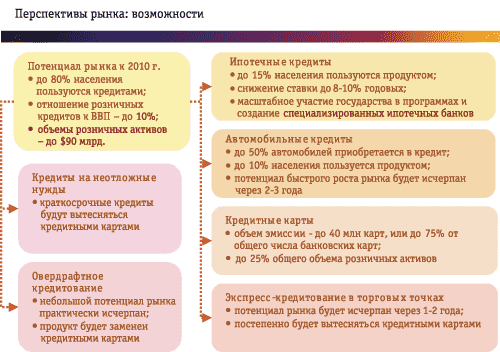 Перспективы рынка: возможности
Потенциал рынка к 2010 г.
• до 80% населения
пользуются кредитами;
• отношение розничных
кредитов к ВВП – до 10%;
• объемы розничных активов
– до $90 млрд.
Кредиты на неотложные
нужды
• краткосрочные кредиты
будут вытесняться
кредитными картами
Овердрафтное
кредитование
• небольшой потенциал рынка
практически исчерпан;
• продукт будет заменен
кредитными картами
Ипотечные кредиты
• до 15% населения пользуются продуктом;
• снижение ставки до 8-10% годовых;
• масштабное участие государства в программах и
создание специализированных ипотечных банков
Автомобильные кредиты
• до 50% автомобилей приобретается в кредит;
• до 10% населения пользуется продуктом;
• потенциал быстрого роста рынка будет исчерпан
через 2-3 года
Кредитные карты
• объем эмиссии - до 40 млн карт, или до 75% от
общего числа банковских карт;
• до 25% общего объема розничных активов
Экспресс-кредитование в торговых точках
• потенциал рынка будет исчерпан через 1-2 года;
• постепенно будет вытесняться кредитными картами